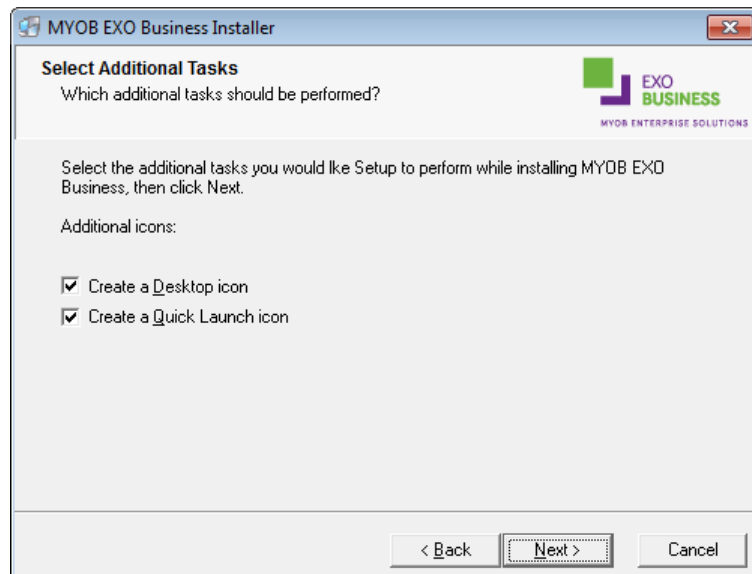 MYOB EXO Business Installer
Select Additional Tasks
Which additional tasks should be performed?
EXO
BUSINESS
MYOB ENTERPRISE SOLUTIONS
Select the additional tasks you would lke Setup to perform while installing MYOB EXO
Business, then click Next.
Additional icons:
Create a Desktop icon
Create a Quick Launch icon
< Back
Next >
Cancel